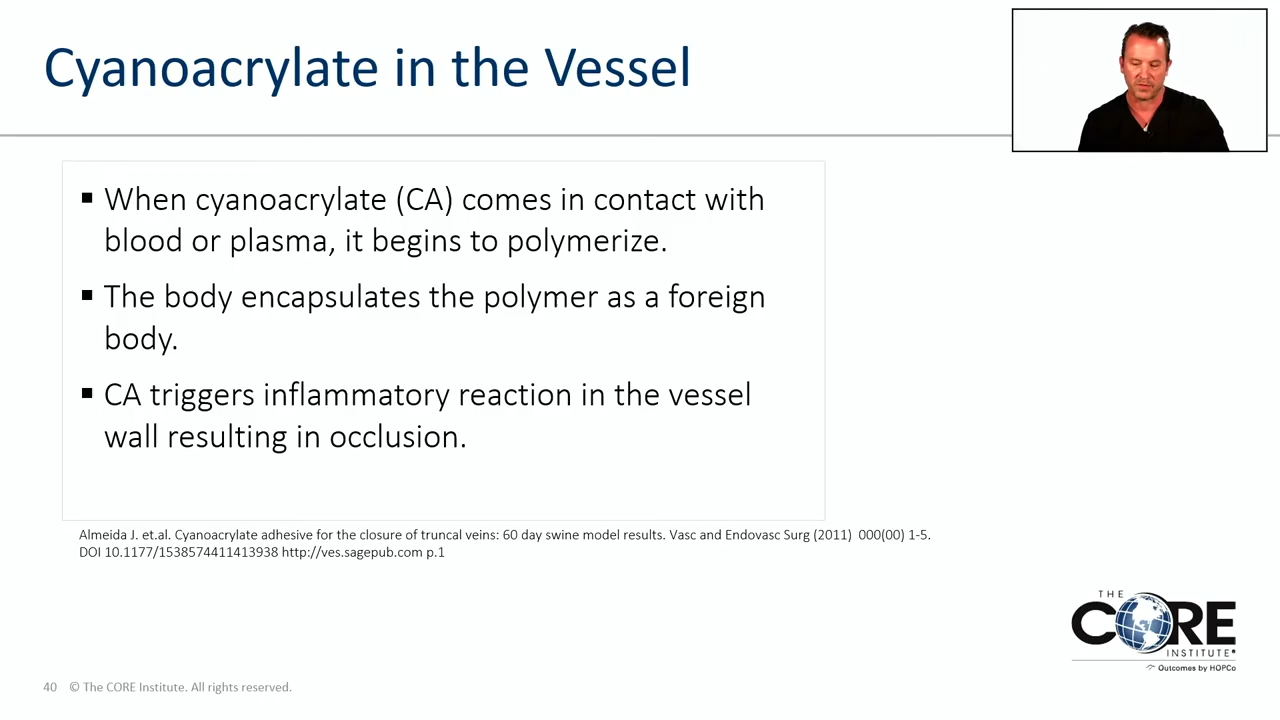 Cyanoacrylate in the Vessel
▪ When cyanoacrylate (CA) comes in contact with
blood or plasma, it begins to polymerize.
▪ The body encapsulates the polymer as a foreign
body.
▪ CA triggers inflammatory reaction in the vessel
wall resulting in occlusion.
Almeida J. et.al. Cyanoacrylate adhesive for the closure of truncal veins: 60 day swine model results. Vasc and Endovasc Surg (2011) 000(00) 1-5.
DOI 10.1177/1538574411413938 http://ves.sagepub.com p.1
THE
CORE
INSTITUTE
Outcomes by HOPCo
40 © The CORE Institute. All rights reserved.